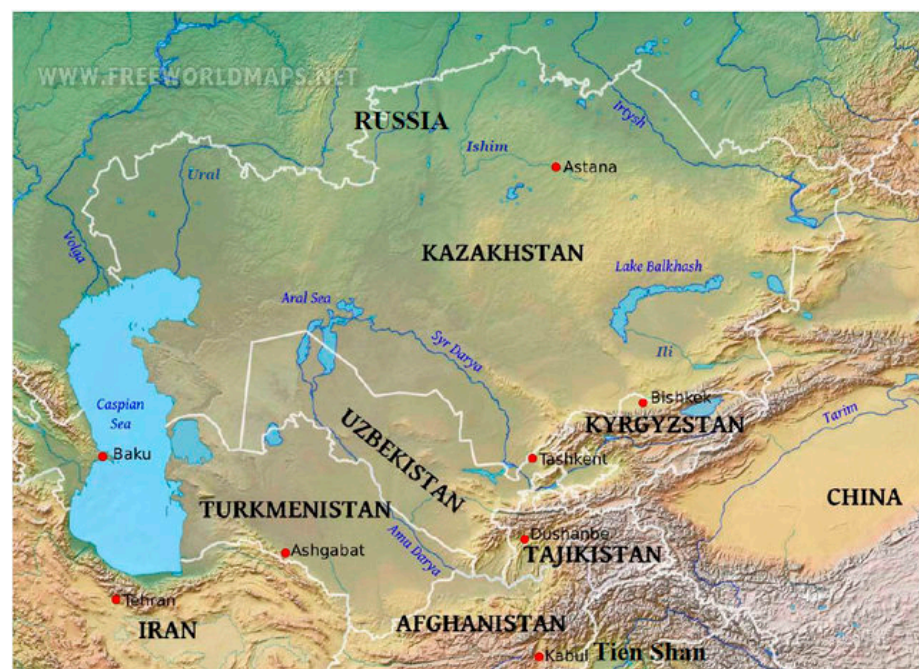 WWW.FREEWORLDMAPS.NET
RUSSIA
Irtysh
Ishim
Astana
Ural
Volga
KAZAKHSTAN
Lake Balkhash
Aral Sea
Syr Darya
Ili
Caspian
Sea
Bishkek
KYRGYZSTAN
Tarim
UZBEKISTAN
Baku
Tashkent
CHINA
TURKMENISTAN
Amu Darya
Dushanbe
TAJIKISTAN
Ashgabat
Tehran
IRAN
AFGHANISTAN
Kabul
Tien Shan